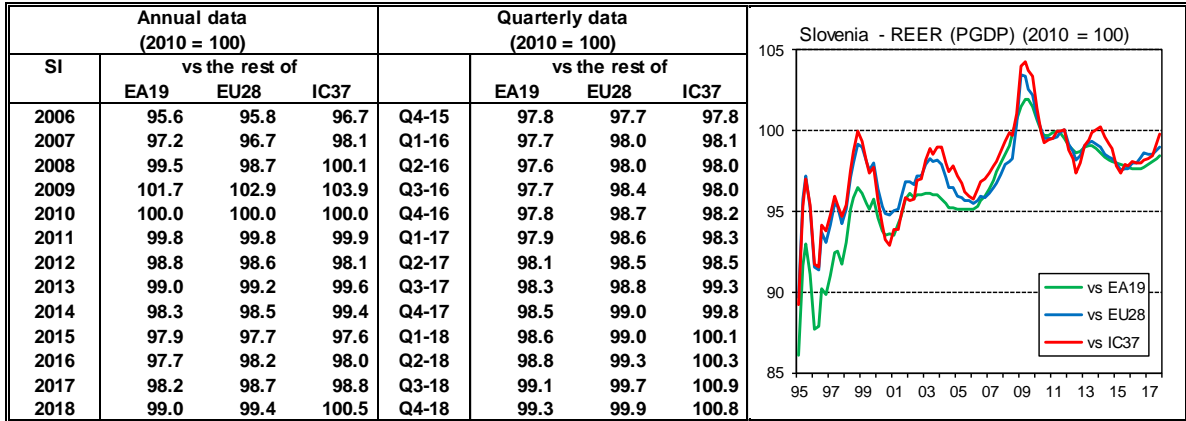 Annual data Quarterly data
(2010 = 100) (2010 = 100)
SI vs the rest of vs the rest of
EA19 EU28 IC37 EA19 EU28 IC37
2006 95.6 95.8 96.7 Q4-15 97.8 97.7 97.8
2007 97.2 96.7 98.1 Q1-16 97.7 98.0 98.1
2008 99.5 98.7 100.1 Q2-16 97.6 98.0 98.0
2009 101.7 102.9 103.9 Q3-16 97.7 98.4 98.0
2010 100.0 100.0 100.0 Q4-16 97.8 98.7 98.2
2011 99.8 99.8 99.9 Q1-17 97.9 98.6 98.3
2012 98.8 98.6 98.1 Q2-17 98.1 98.5 98.5
2013 99.0 99.2 99.6 Q3-17 98.3 98.8 99.3
2014 98.3 98.5 99.4 Q4-17 98.5 99.0 99.8
2015 97.9 97.7 97.6 Q1-18 98.6 99.0 100.1
2016 97.7 98.2 98.0 Q2-18 98.8 99.3 100.3
2017 98.2 98.7 98.8 Q3-18 99.1 99.7 100.9
2018 99.0 99.4 100.5 Q4-18 99.3 99.9 100.8
Slovenia - REER (PGDP) (2010 = 100)
105
100
95
90
85
vs EA19
vs EU28
vs IC37
95 97 99 01 03 05 07 09 11 13 15 17